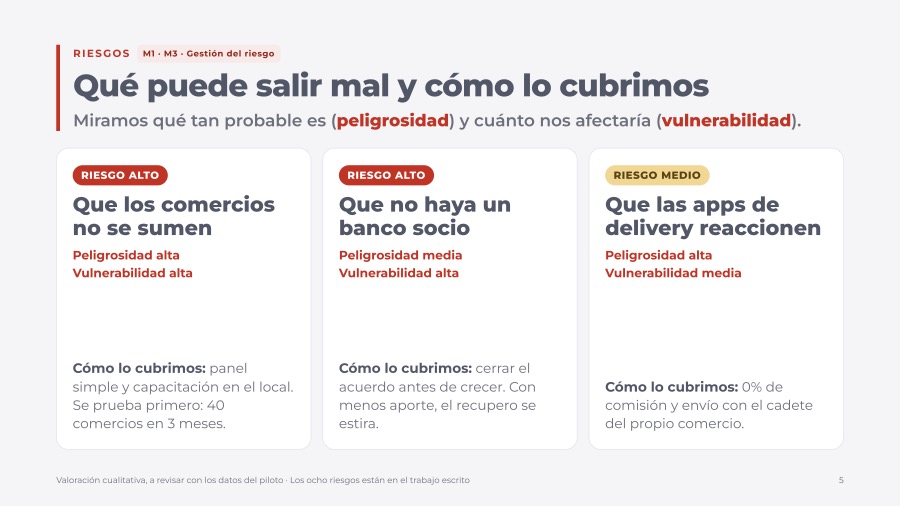 RIESGOS M1 · M3 · Gestión del riesgo
Qué puede salir mal y cómo lo cubrimos
Miramos qué tan probable es (peligrosidad) y cuánto nos afectaría (vulnerabilidad).
RIESGO ALTO
Que los comercios
no se sumen
Peligrosidad alta
Vulnerabilidad alta
Cómo lo cubrimos: panel
simple y capacitación en el local.
Se prueba primero: 40
comercios en 3 meses.
RIESGO ALTO
Que no haya un
banco socio
Peligrosidad media
Vulnerabilidad alta
Cómo lo cubrimos: cerrar el
acuerdo antes de crecer. Con
menos aporte, el recupero se
estira.
RIESGO MEDIO
Que las apps de
delivery reaccionen
Peligrosidad alta
Vulnerabilidad media
Cómo lo cubrimos: 0% de
comisión y envío con el cadete
del propio comercio.
Valoración cualitativa, a revisar con los datos del piloto · Los ocho riesgos están en el trabajo escrito
5